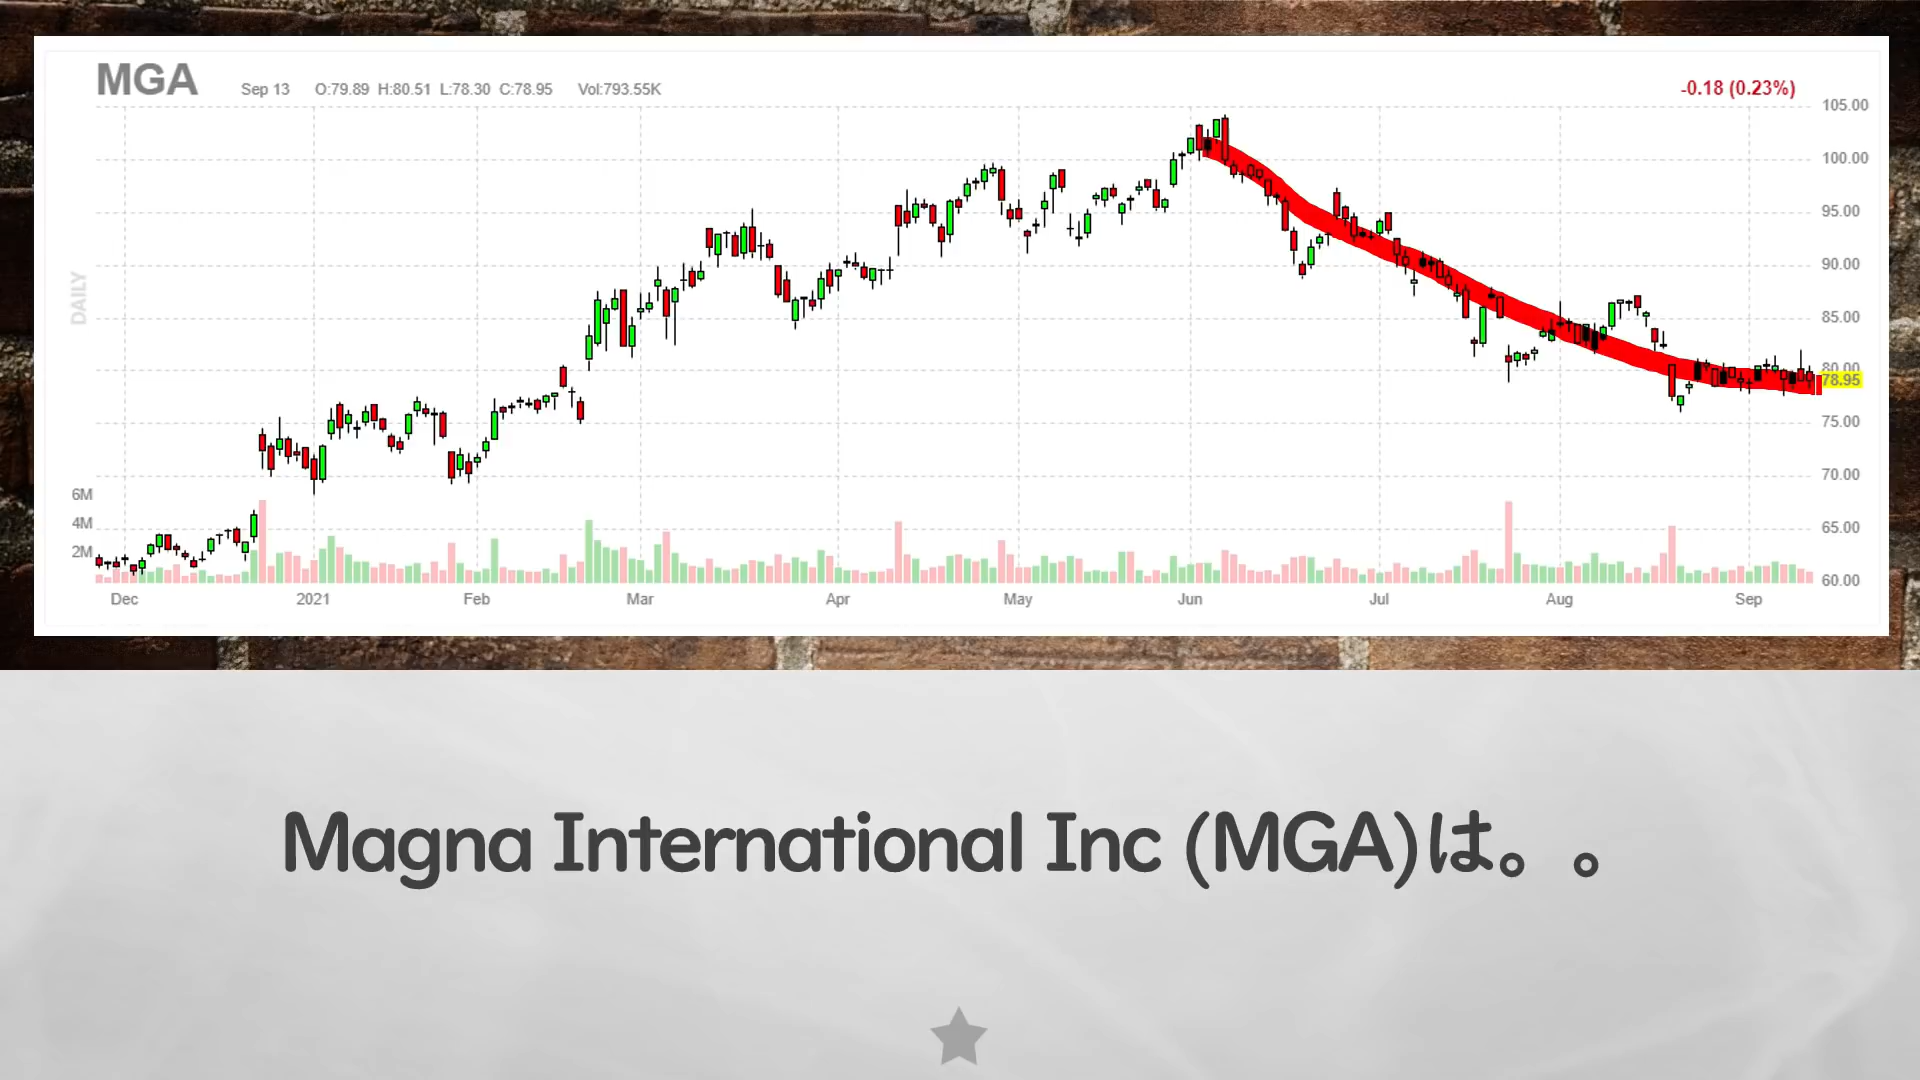 MGA Sep 13 O:79.89 H:80.51 L:78.30 C:78.95 Vol:793.55K -0.18 (0.23%)
105.00
100.00
95.00
90.00
DAILY
85.00
80.00
78.95
75.00
70.00
6M
4M
65.00
2M
60.00
Dec 2021 Feb Mar Apr May Jun Jul Aug Sep
Magna International Inc (MGA)は。。